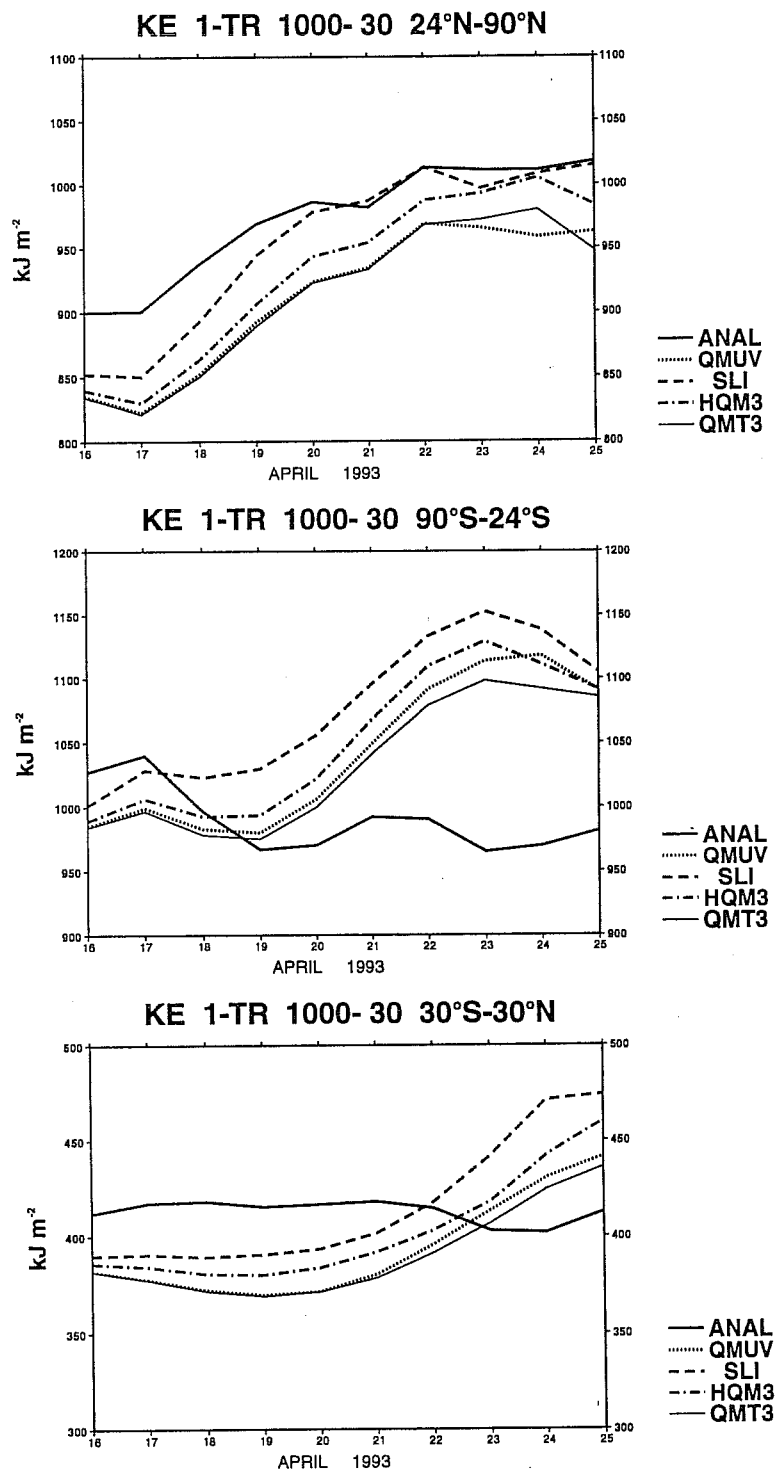 KE 1-TR 1000-30 24°N-90°N
1100
1050
1000
950
900
850
800
kJ m⁻²
1100
1050
1000
950
900
850
800
16 17 18 19 20 21 22 23 24 25
APRIL 1993
ANAL
QMUV
SLI
HQM3
QMT3
KE 1-TR 1000-30 90°S-24°S
1200
1150
1100
1050
1000
950
900
kJ m⁻²
1200
1150
1100
1050
1000
950
900
16 17 18 19 20 21 22 23 24 25
APRIL 1993
ANAL
QMUV
SLI
HQM3
QMT3
KE 1-TR 1000-30 30°S-30°N
500
450
400
350
300
kJ m⁻²
500
450
400
350
300
16 17 18 19 20 21 22 23 24 25
APRIL 1993
ANAL
QMUV
SLI
HQM3
QMT3